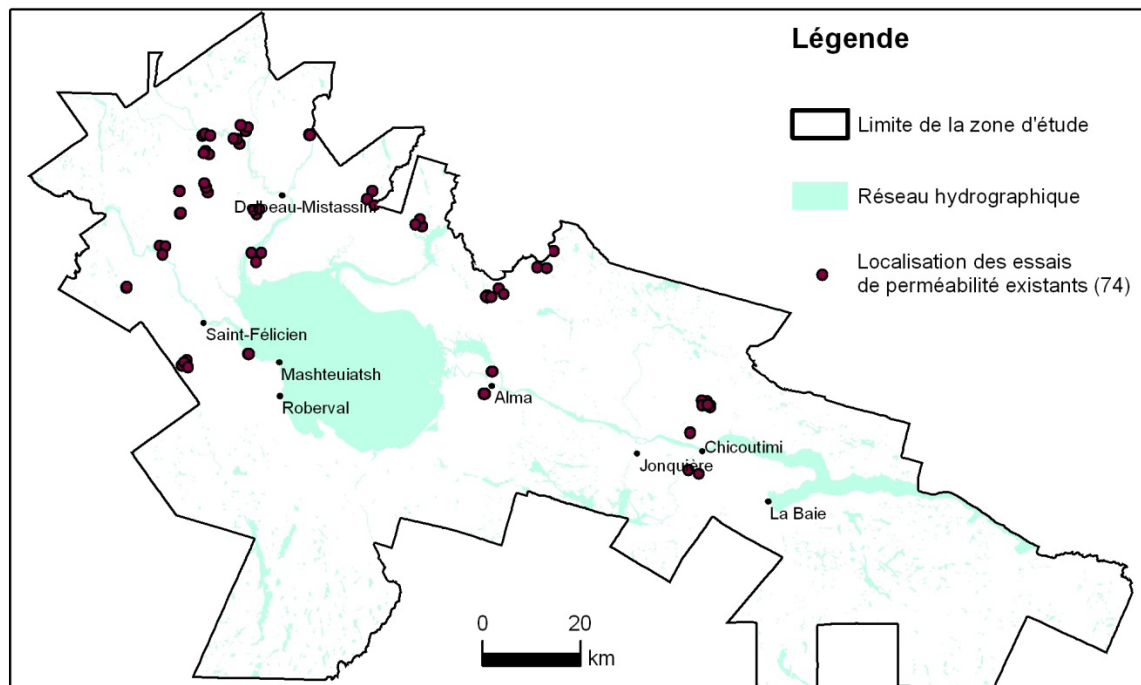 Légende
Limite de la zone d'étude
Réseau hydrographique
Localisation des essais
de perméabilité existants (74)
Dolbeau-Mistassini
Saint-Félicien
Mashteuiatsh
Roberval
Alma
Chicoutimi
Jonquière
La Baie
0 20
km